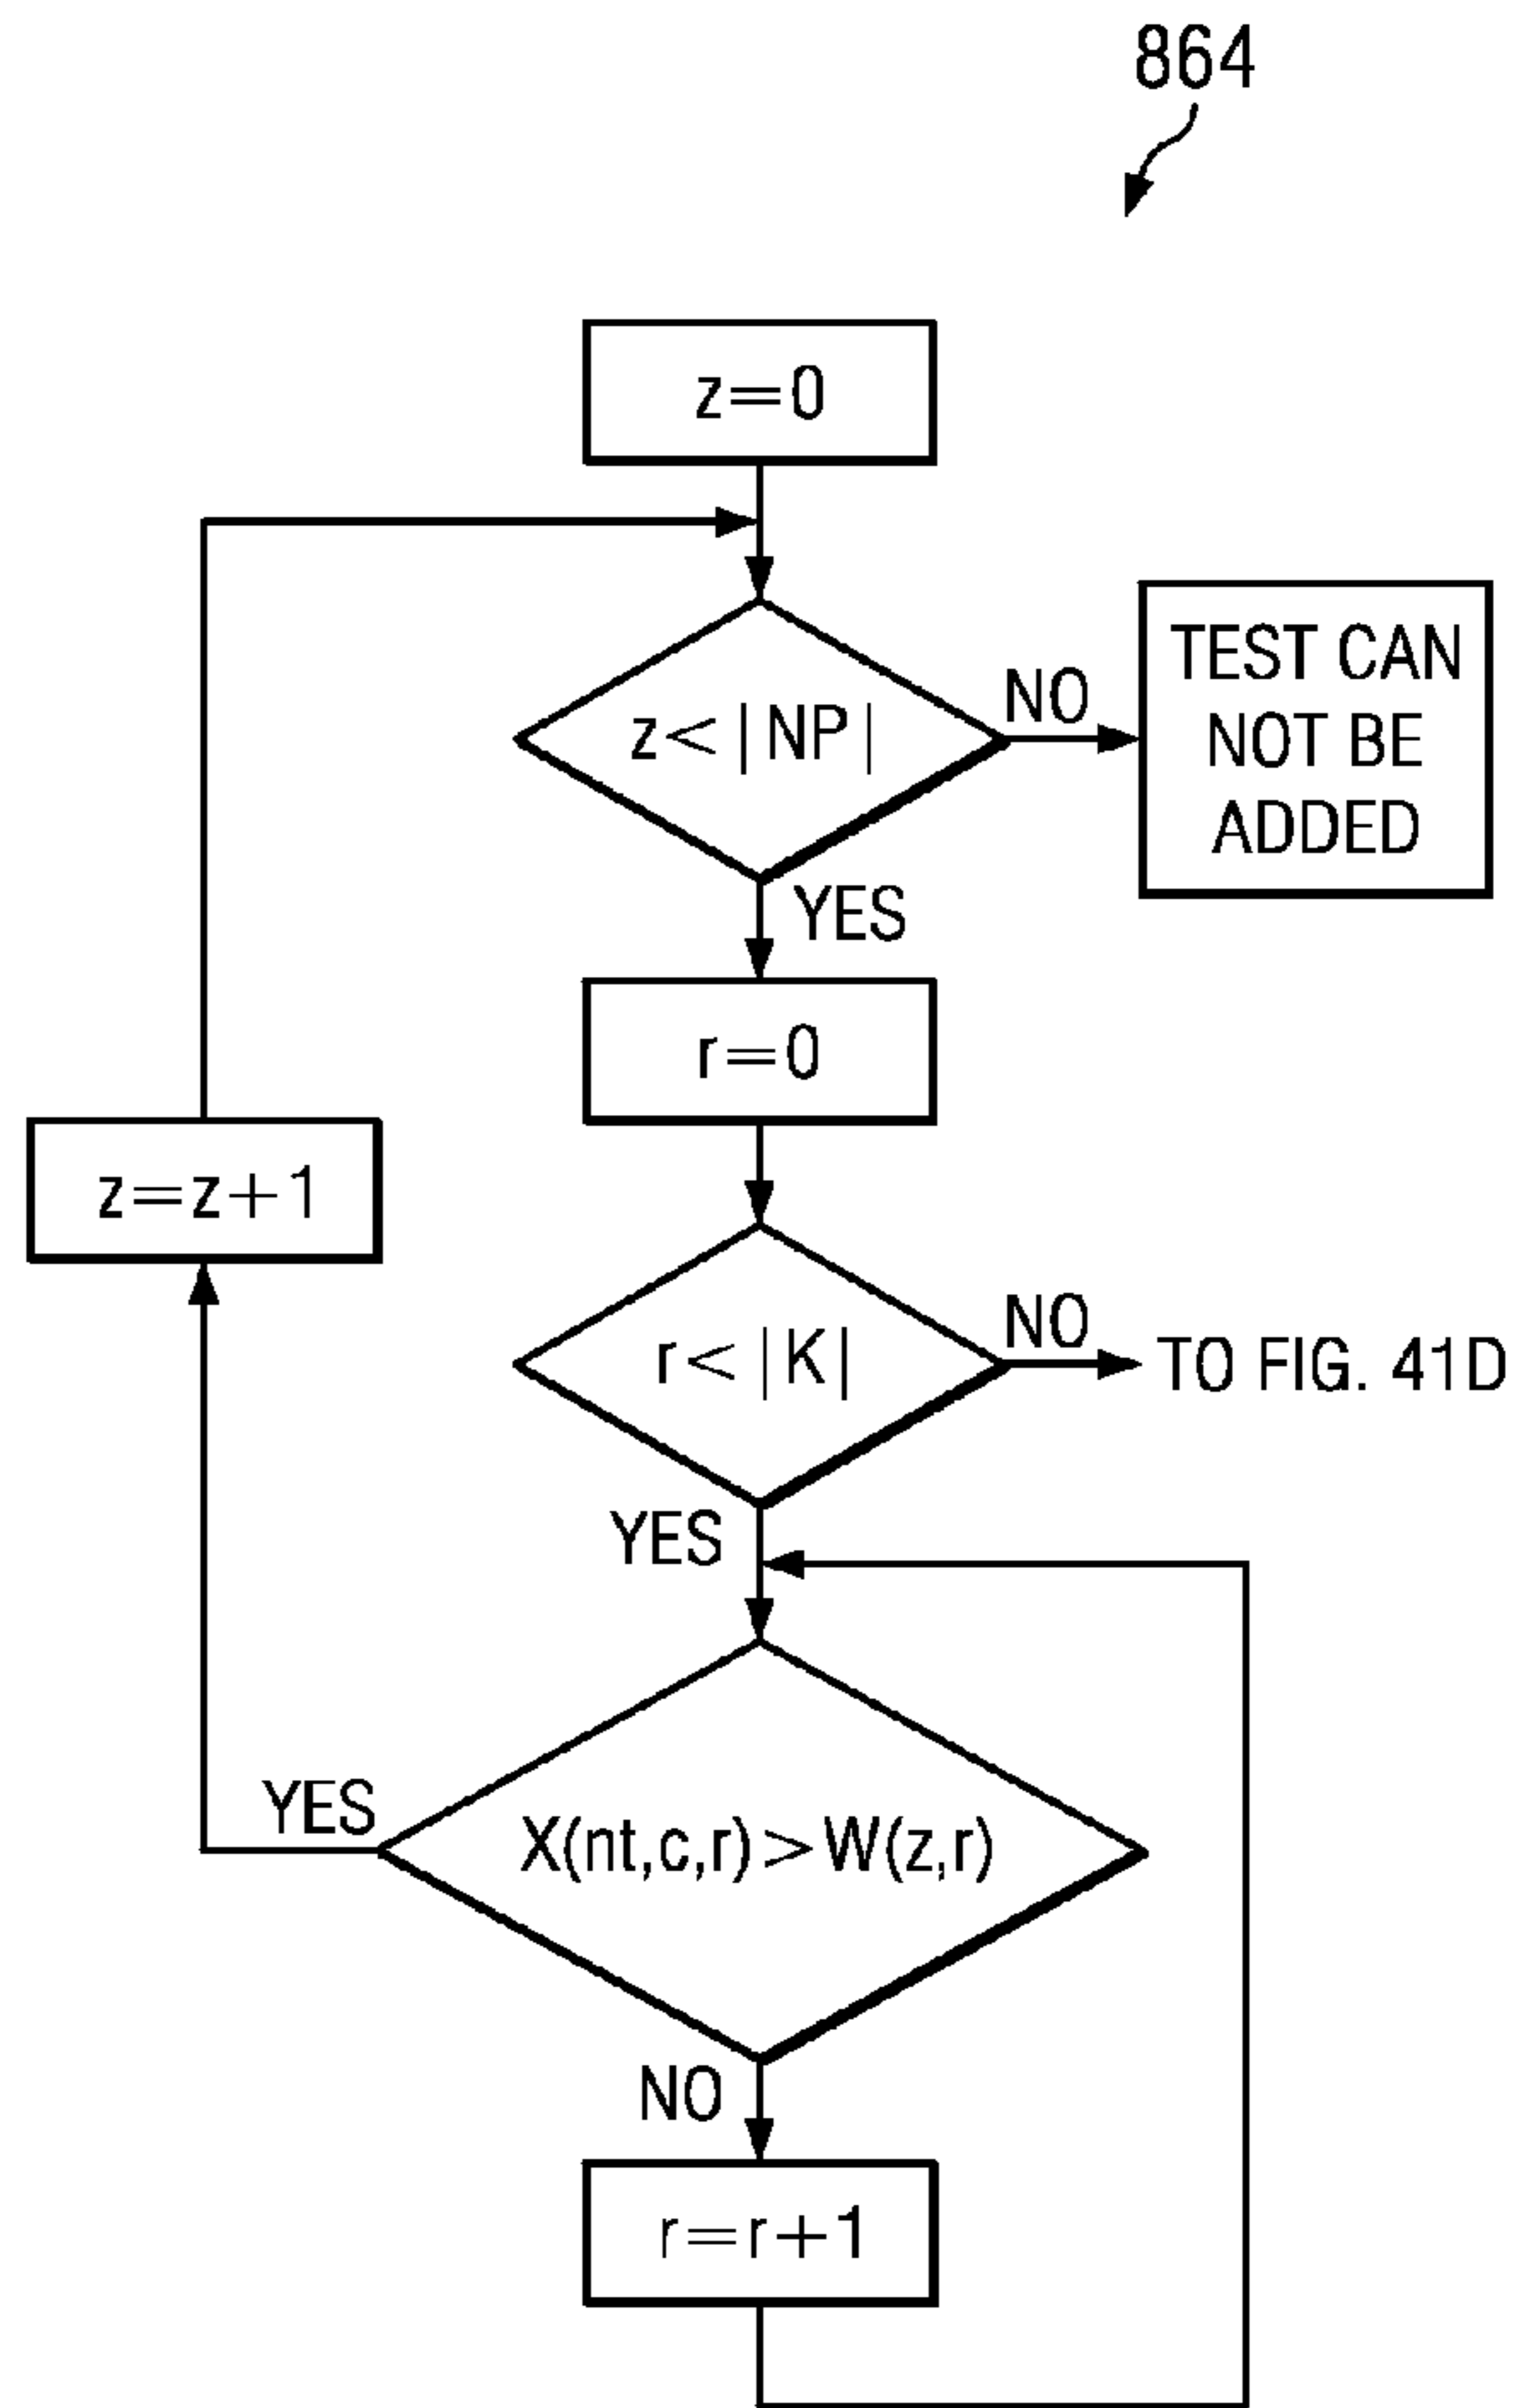 864
z=0
z<|NP|
NO
TEST CAN
NOT BE
ADDED
YES
r=0
z=z+1
r<|K|
NO
TO FIG. 41D
YES
X(nt,c,r)>W(z,r)
YES
NO
r=r+1